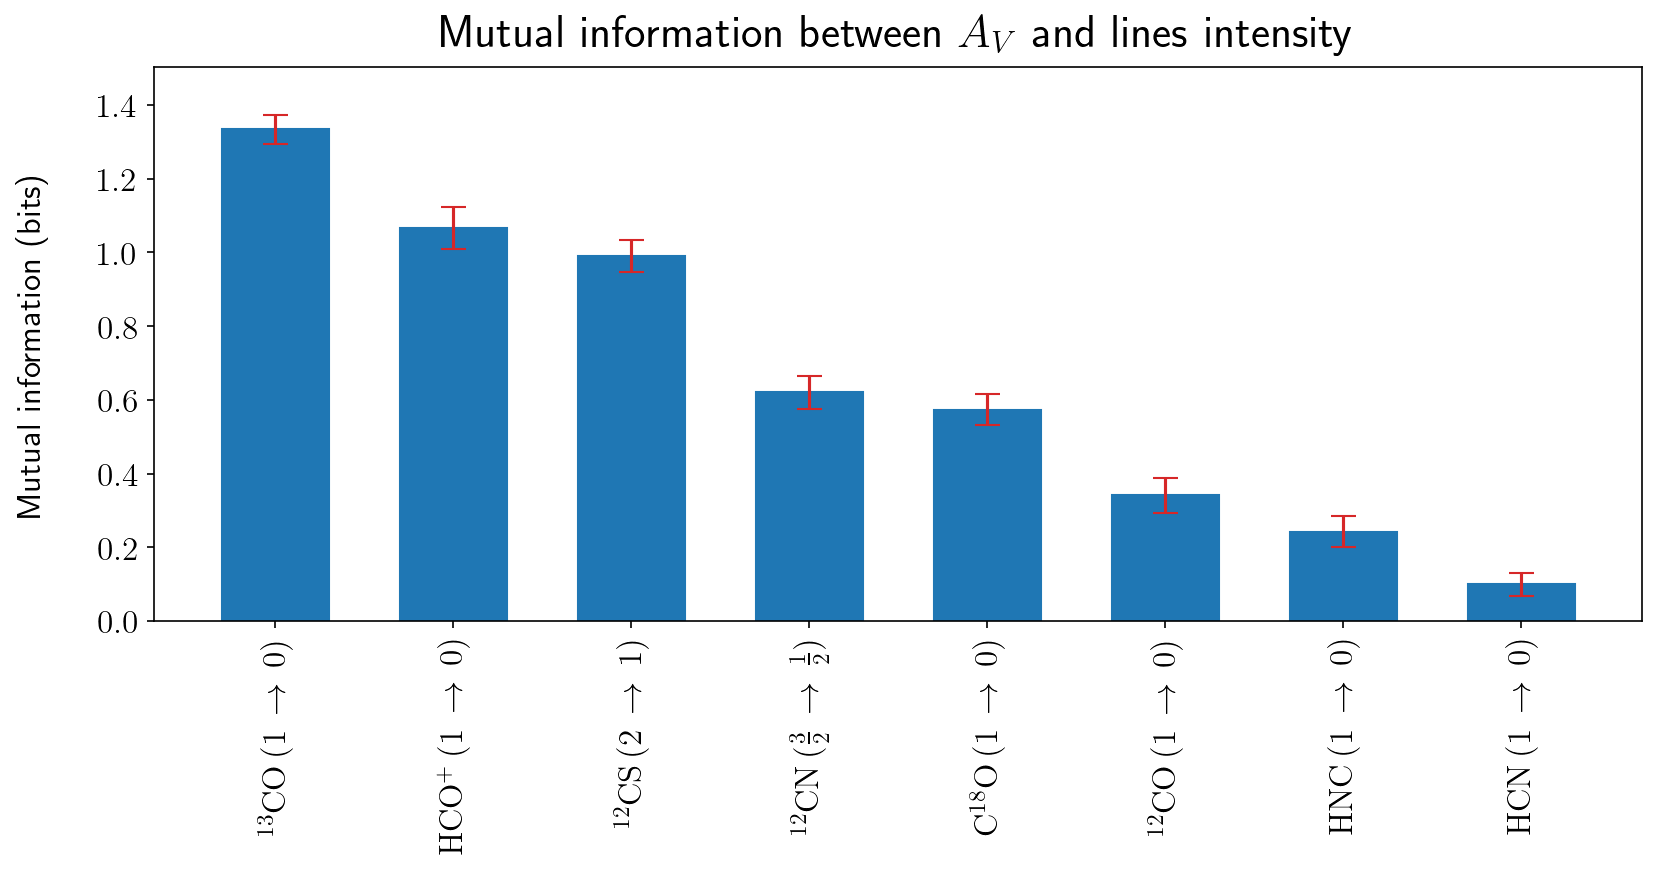 Mutual information between A_V and lines intensity
Mutual information (bits)
1.4
1.2
1.0
0.8
0.6
0.4
0.2
0.0
¹³CO (1 → 0)
HCO⁺ (1 → 0)
¹²CS (2 → 1)
¹²CN (3/2 → 1/2)
C¹⁸O (1 → 0)
¹²CO (1 → 0)
HNC (1 → 0)
HCN (1 → 0)